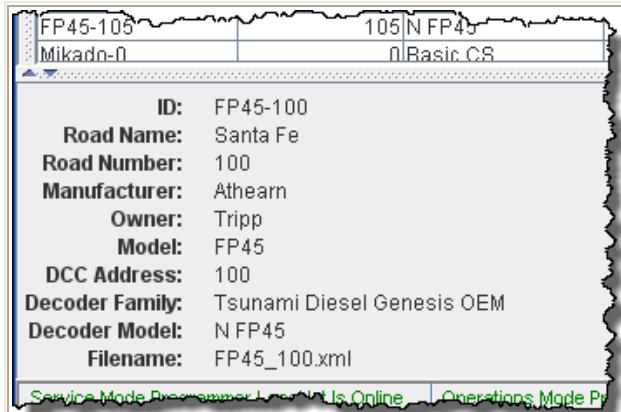 FP45-105 105 N FP45
Mikado-0 0 Basic CS
ID: FP45-100
Road Name: Santa Fe
Road Number: 100
Manufacturer: Athearn
Owner: Tripp
Model: FP45
DCC Address: 100
Decoder Family: Tsunami Diesel Genesis OEM
Decoder Model: N FP45
Filename: FP45_100.xml
Service Mode Programmer LocoNet Is Online Operations Mode Pr